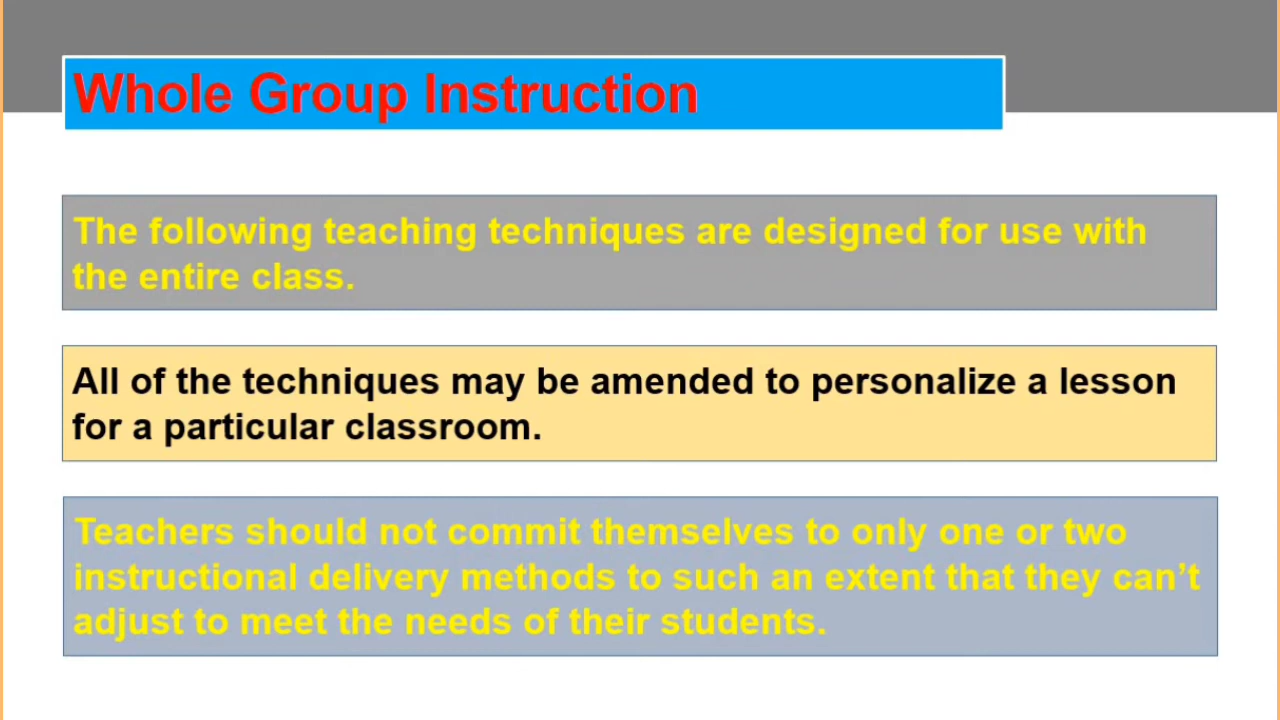 Whole Group Instruction
The following teaching techniques are designed for use with
the entire class.
All of the techniques may be amended to personalize a lesson
for a particular classroom.
Teachers should not commit themselves to only one or two
instructional delivery methods to such an extent that they can’t
adjust to meet the needs of their students.